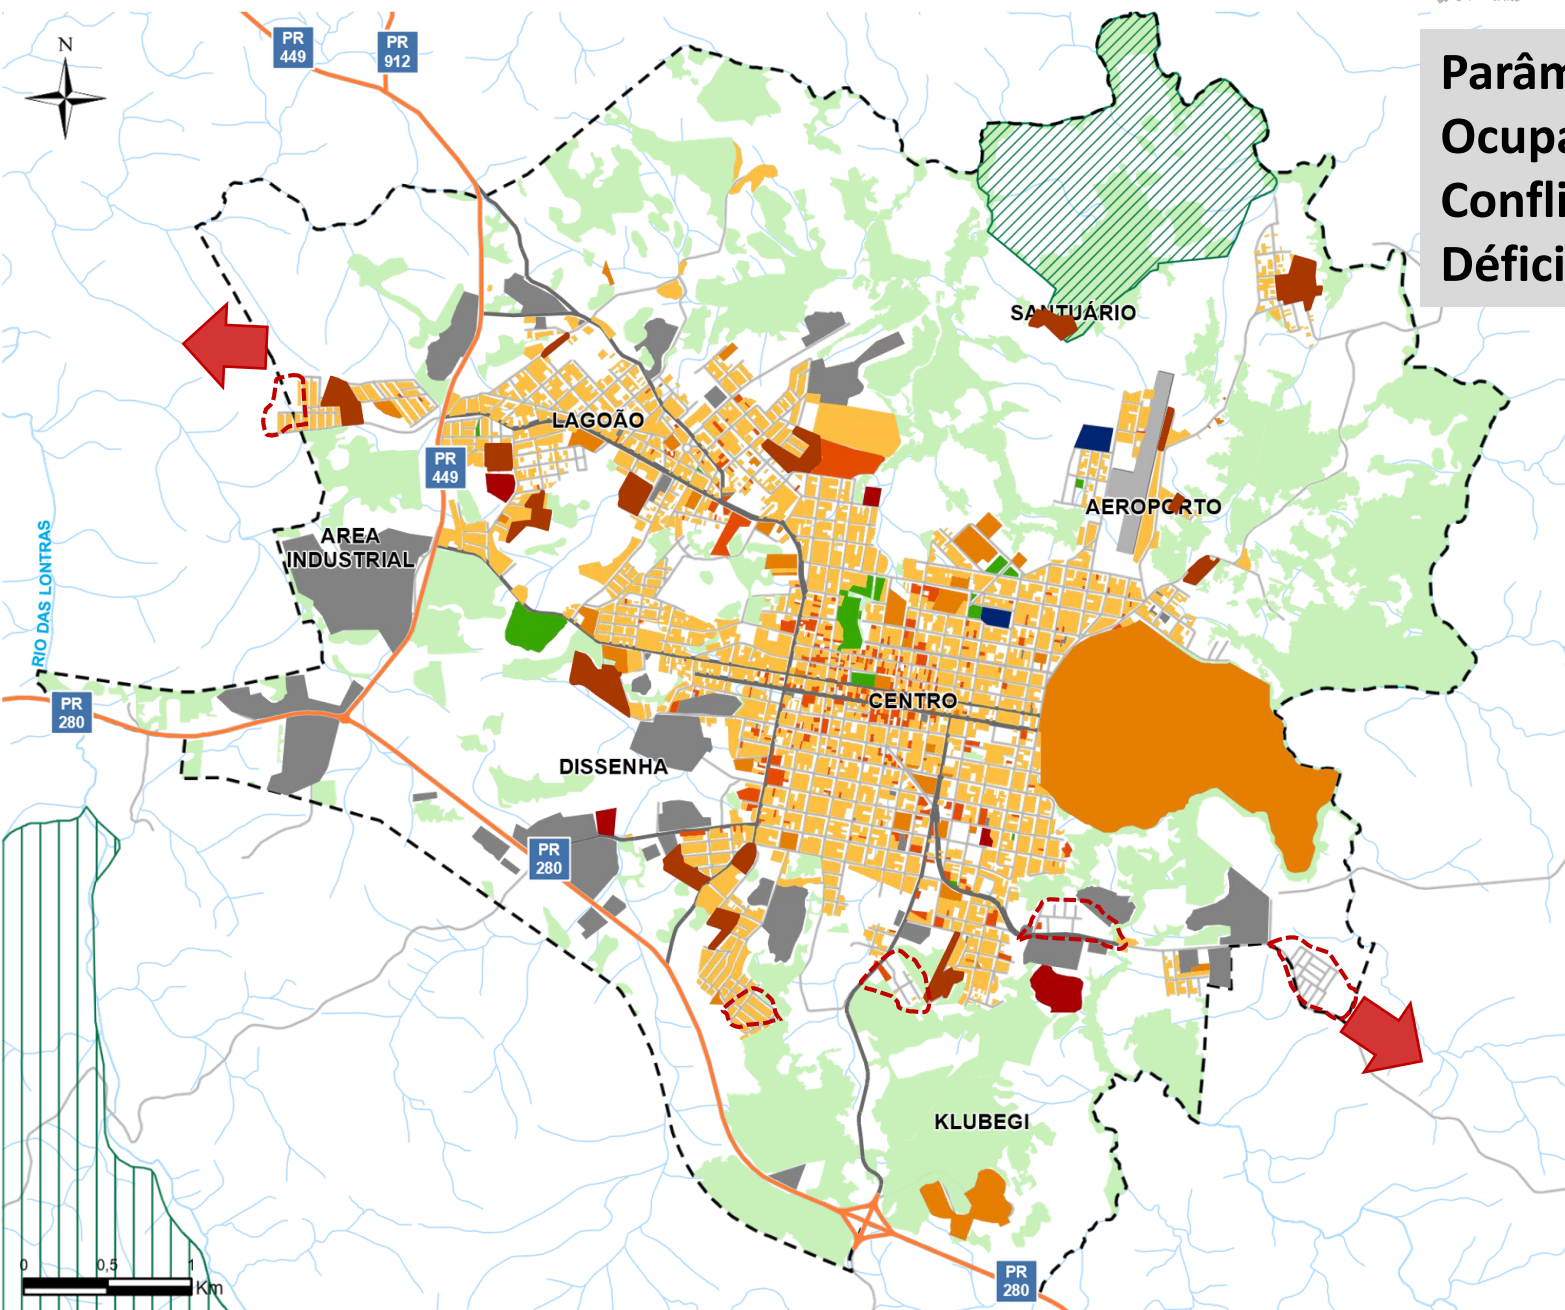 PR
449
PR
912
N
Parâm
Ocupa
Confli
Défici
SANTUÁRIO
LAGOÃO
PR
449
AEROPORTO
AREA
INDUSTRIAL
RIO DAS LONTRAS
PR
280
CENTRO
DISSENHA
PR
280
KLUBEGI
0 0,5 1
Km
PR
280